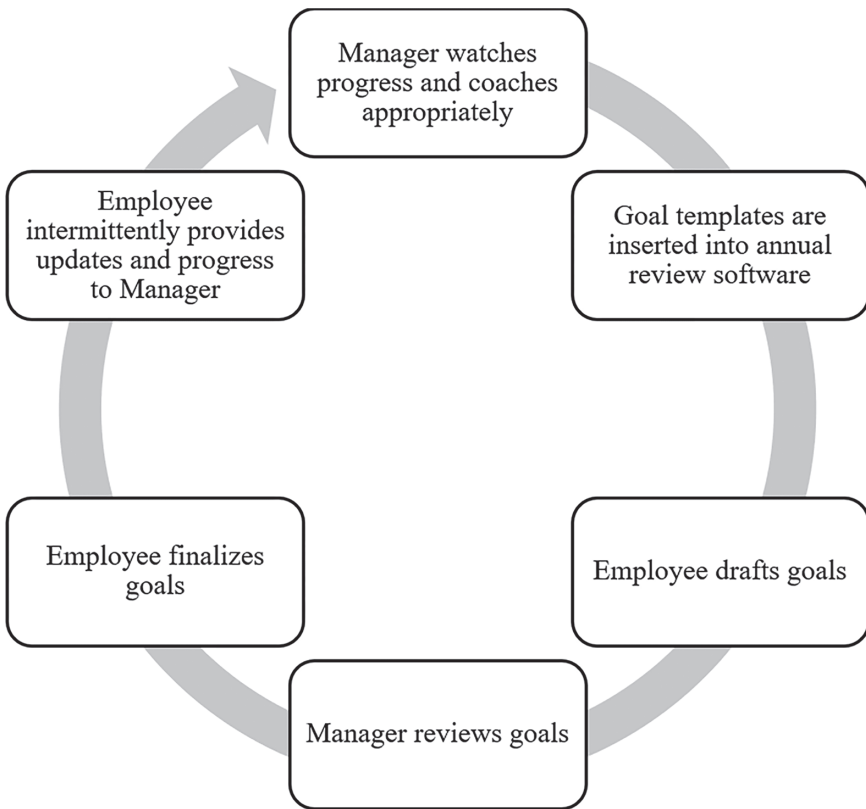 Manager watches
progress and coaches
appropriately
Goal templates are
inserted into annual
review software
Employee drafts goals
Manager reviews goals
Employee finalizes
goals
Employee
intermittently provides
updates and progress
to Manager